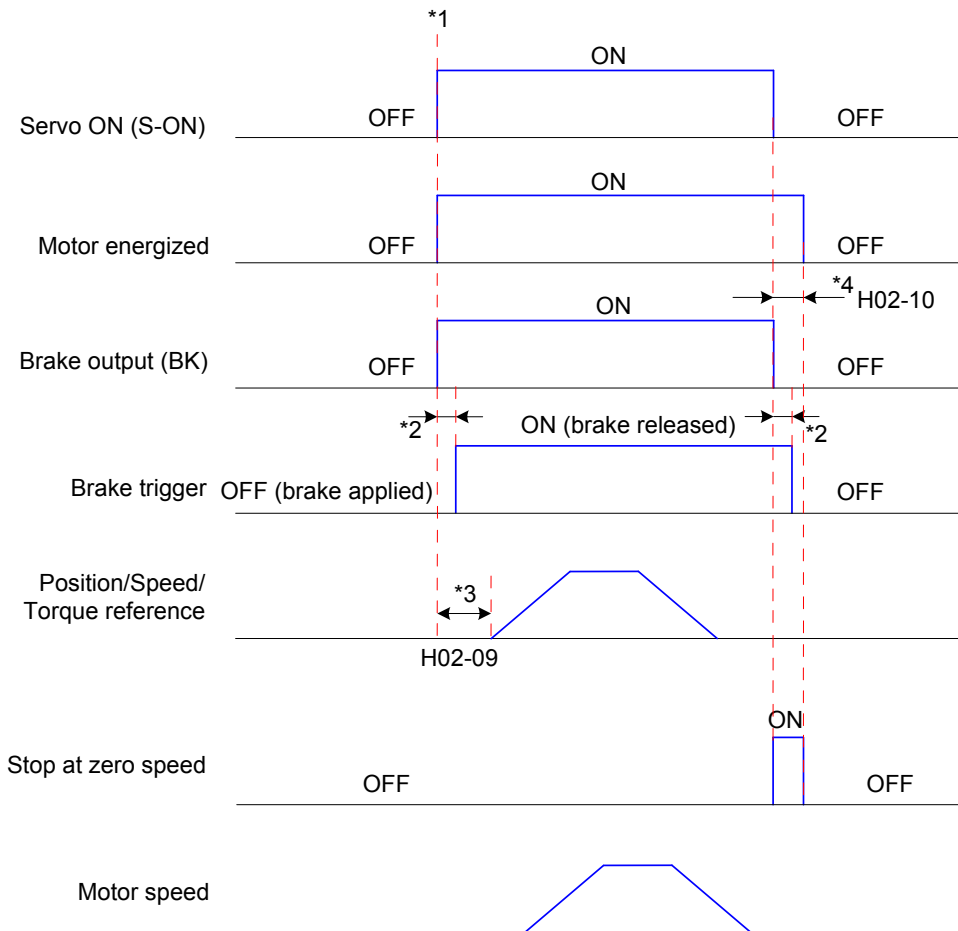 *1
ON
Servo ON (S-ON)
OFF
OFF
ON
Motor energized
OFF
OFF
*4
H02-10
ON
Brake output (BK)
OFF
OFF
*2
ON (brake released)
*2
Brake trigger
OFF (brake applied)
OFF
Position/Speed/
Torque reference
*3
H02-09
ON
Stop at zero speed
OFF
OFF
Motor speed